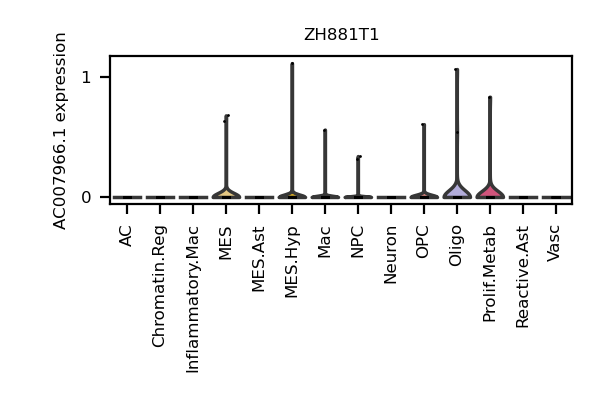 ZH881T1
AC007966.1 expression
1
0
AC
Chromatin.Reg
Inflammatory.Mac
MES
MES.Ast
MES.Hyp
Mac
NPC
Neuron
OPC
Oligo
Prolif.Metab
Reactive.Ast
Vasc